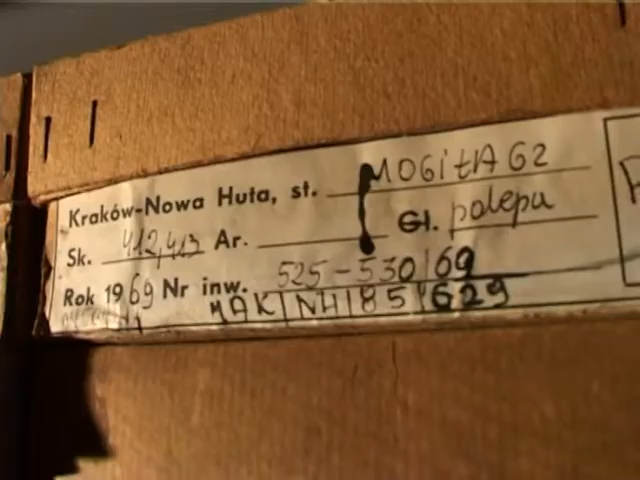 Kraków-Nowa Huta, st. MOGIŁA 62
Sk. 412,413 Ar. Gl. polepa
Rok 1969 Nr inw. 525-530/69
MAK/NH/85/629